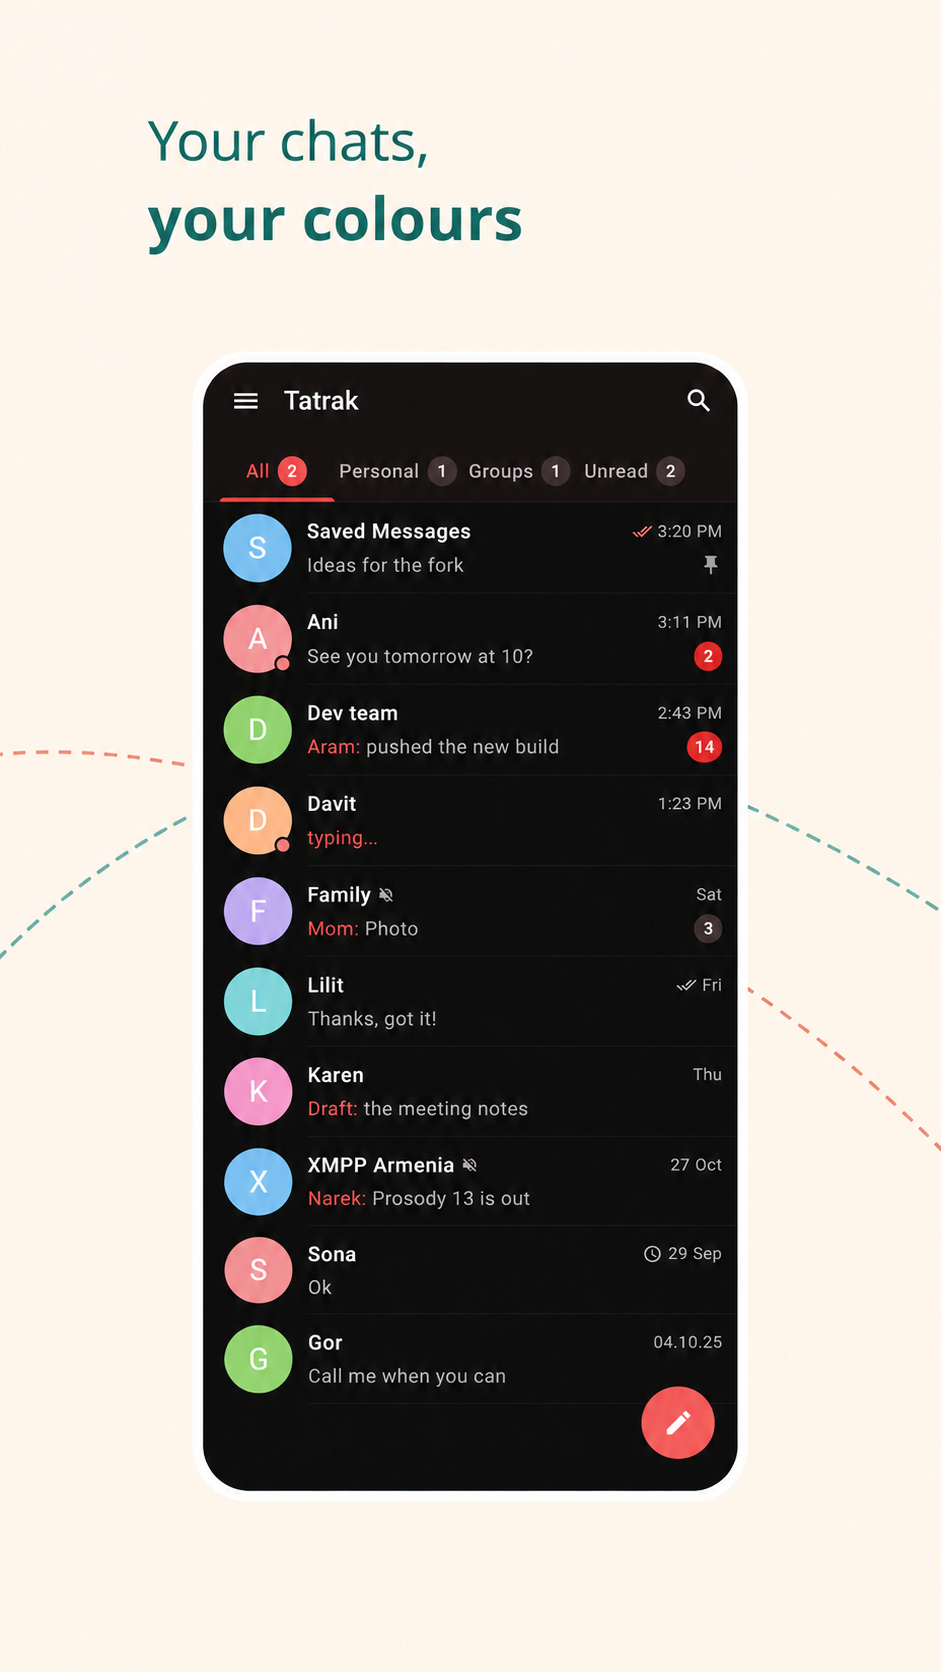 Your chats,
your colours
Tatrak
All 2 Personal 1 Groups 1 Unread 2
S Saved Messages 3:20 PM
Ideas for the fork
A Ani 3:11 PM
See you tomorrow at 10? 2
D Dev team 2:43 PM
Aram: pushed the new build 14
D Davit 1:23 PM
typing...
F Family Sat
Mom: Photo 3
L Lilit Fri
Thanks, got it!
K Karen Thu
Draft: the meeting notes
X XMPP Armenia 27 Oct
Narek: Prosody 13 is out
S Sona 29 Sep
Ok
G Gor 04.10.25
Call me when you can